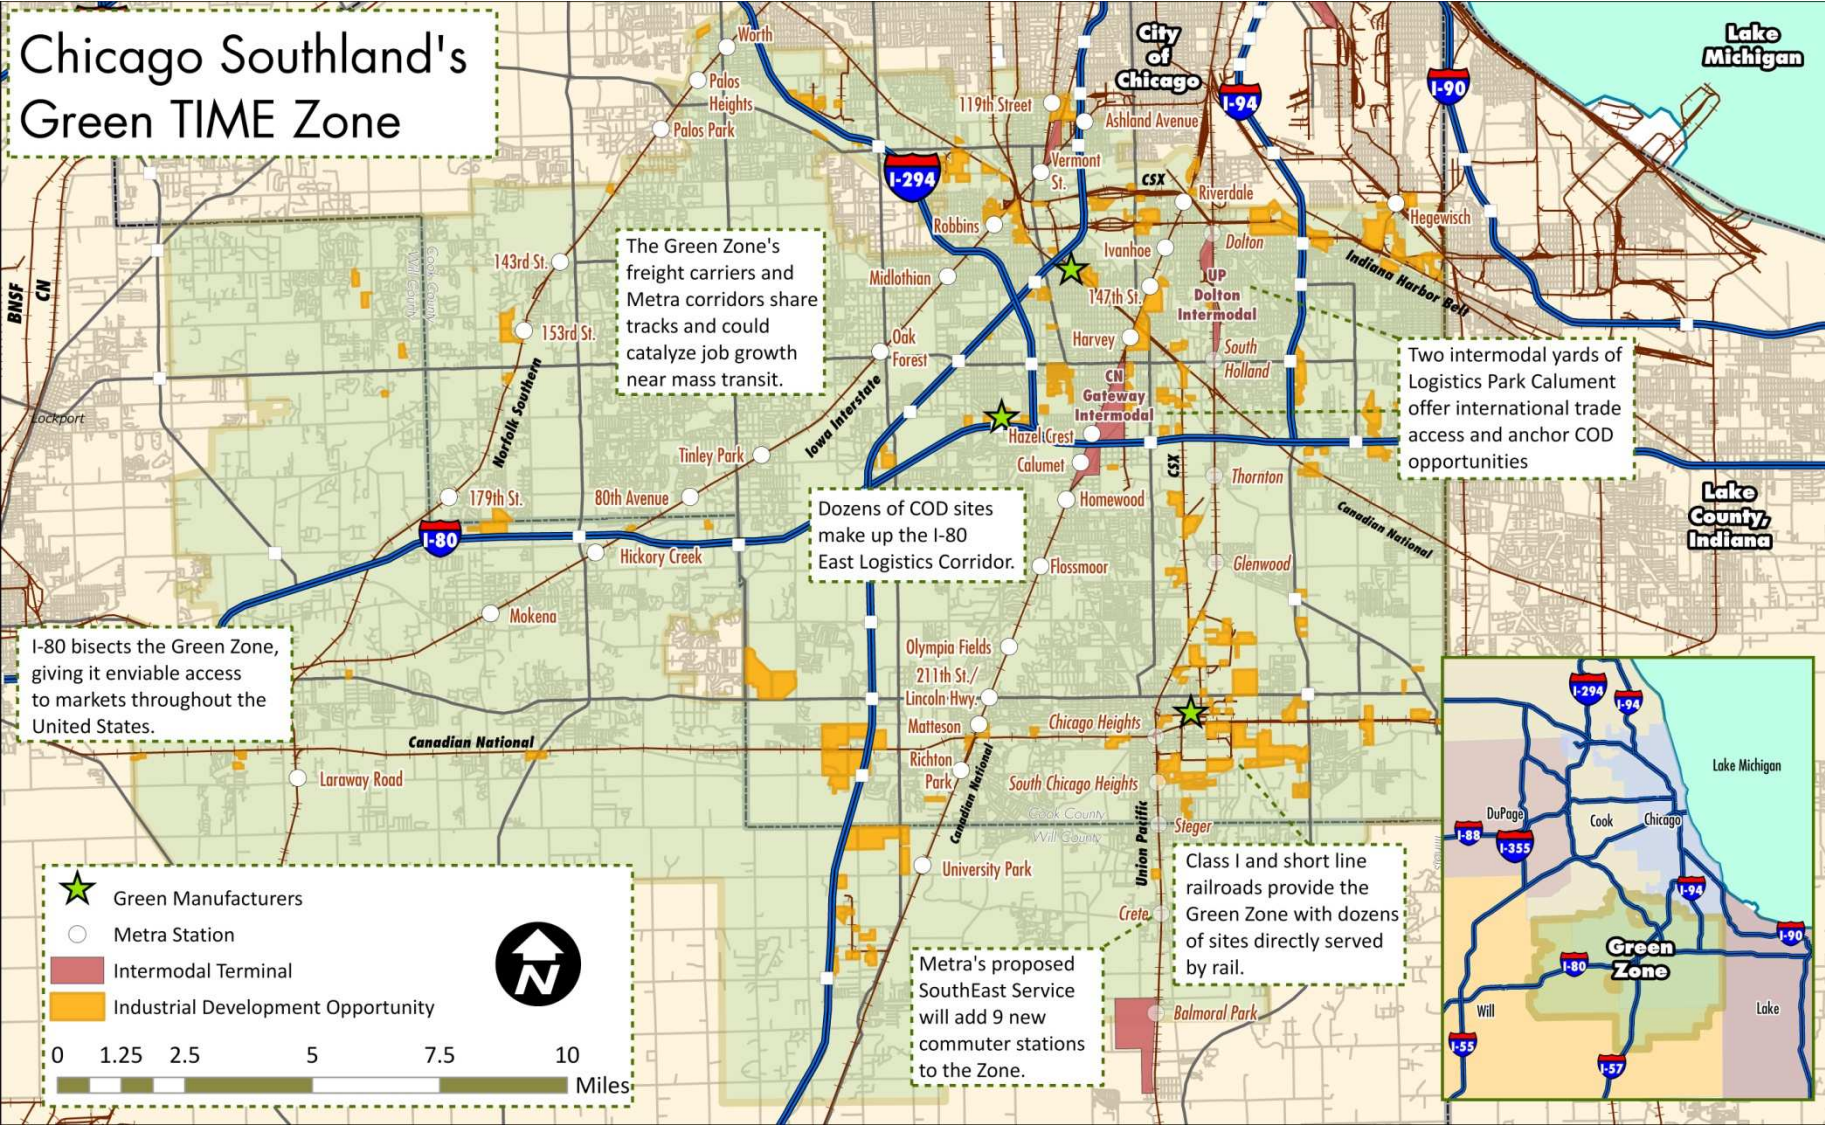 Chicago Southland's
Green TIME Zone
City
of
Chicago
Lake
Michigan
I-94
I-90
I-294
Worth
Palos
Heights
Palos Park
119th Street
Ashland Avenue
Vermont
St.
CSX
Riverdale
Hegewisch
Robbins
Ivanhoe
Dolton
Indiana Harbor Belt
143rd St.
Cook County
Will County
The Green Zone's
freight carriers and
Metra corridors share
tracks and could
catalyze job growth
near mass transit.
Midlothian
147th St.
UP
Dolton
Intermodal
BNSF
CN
153rd St.
Oak
Forest
Harvey
South
Holland
Two intermodal yards of
Logistics Park Calument
offer international trade
access and anchor COD
opportunities
Lockport
Norfolk Southern
Iowa Interstate
CN
Gateway
Intermodal
Hazel Crest
Tinley Park
Calumet
CSX
Thornton
179th St.
80th Avenue
Homewood
Canadian National
Lake
County,
Indiana
I-80
Dozens of COD sites
make up the I-80
East Logistics Corridor.
Hickory Creek
Flossmoor
Glenwood
Mokena
I-80 bisects the Green Zone,
giving it enviable access
to markets throughout the
United States.
Olympia Fields
211th St./
Lincoln Hwy.
Matteson
Chicago Heights
Canadian National
Richton
Park
Laraway Road
South Chicago Heights
Canadian National
Cook County
Will County
Steger
Union Pacific
University Park
Crete
Class I and short line
railroads provide the
Green Zone with dozens
of sites directly served
by rail.
Metra's proposed
SouthEast Service
will add 9 new
commuter stations
to the Zone.
Balmoral Park
Green Manufacturers
Metra Station
Intermodal Terminal
Industrial Development Opportunity
N
0 1.25 2.5 5 7.5 10
Miles
I-294
I-94
Lake Michigan
DuPage
Cook
Chicago
I-88
I-355
I-94
I-90
Green
Zone
I-80
Will
Lake
I-55
I-57